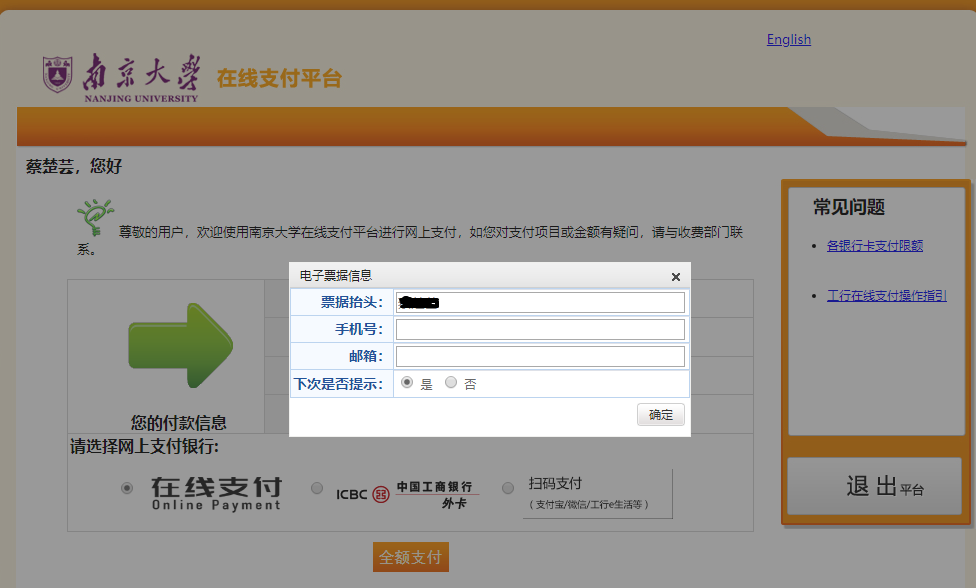 English
南京大学
NANJING UNIVERSITY
在线支付平台
蔡楚芸，您好
尊敬的用户，欢迎使用南京大学在线支付平台进行网上支付，如您对支付项目或金额有疑问，请与收费部门联
系。
电子票据信息
×
票据抬头：
手机号：
邮箱：
下次是否提示：
是
否
确定
您的付款信息
请选择网上支付银行:
在线支付
Online Payment
ICBC
中国工商银行
外卡
扫码支付
（支付宝/微信/工行e生活等）
全额支付
常见问题
各银行卡支付限额
工行在线支付操作指引
退 出 平台